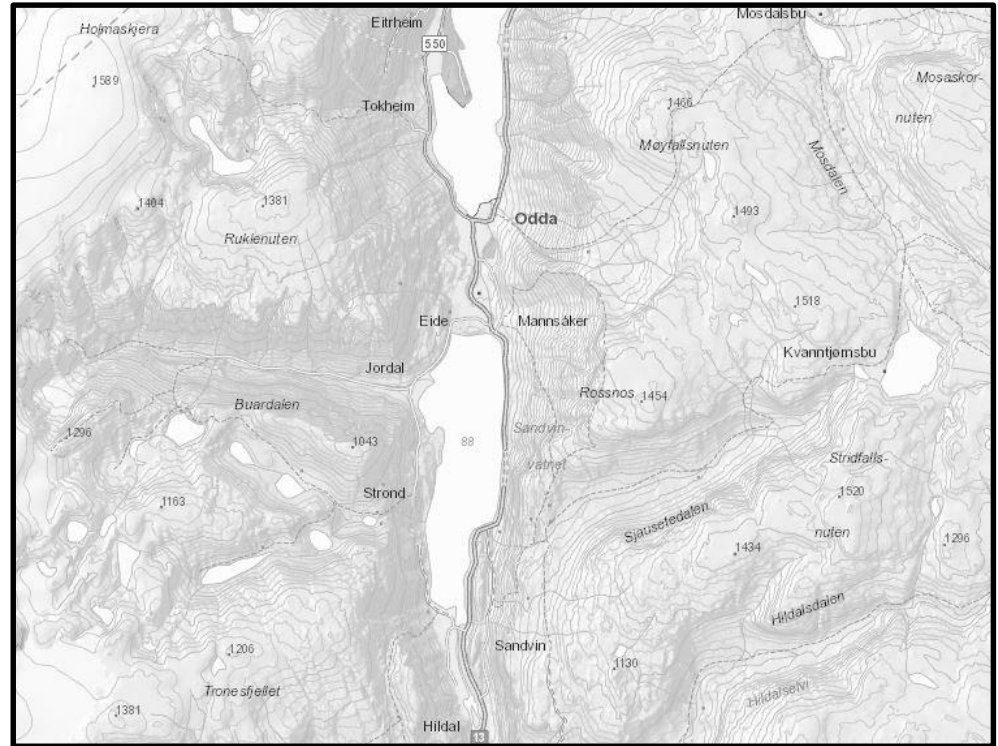 Eitrheim
Mosdalsbu
Holmaskjera
550
1589
Mosaskor-
nuten
Tokheim
1466
Møyfallsnuten
Mosdalen
1404
1381
1493
Odda
Ruklenuten
1518
Eide
Mannsåker
Kvanntjørnsbu
Jordal
Rossnos
1454
Buardalen
Sandvin-
vatnet
88
1296
1043
Stridfalls-
nuten
Strond
1163
1520
Sjausetedalen
1434
1296
Hildalsdalen
Sandvin
1206
1130
Tronesfjellet
Hildalselvi
1381
Hildal
13